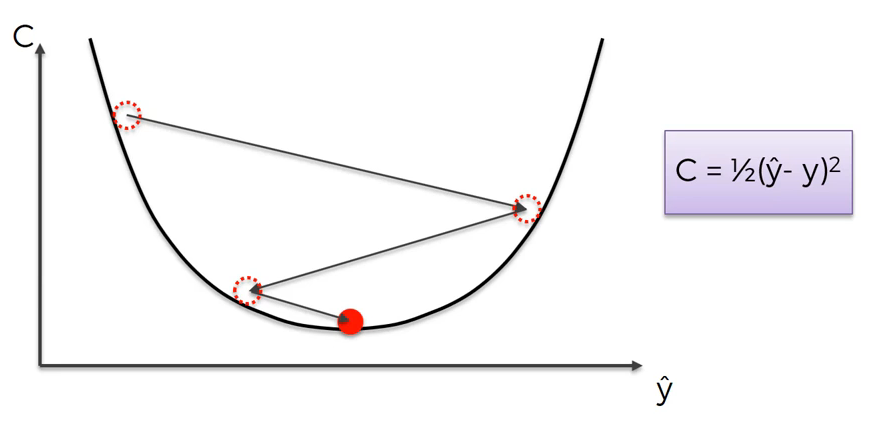 C
C = ½(ŷ- y)²
ŷ